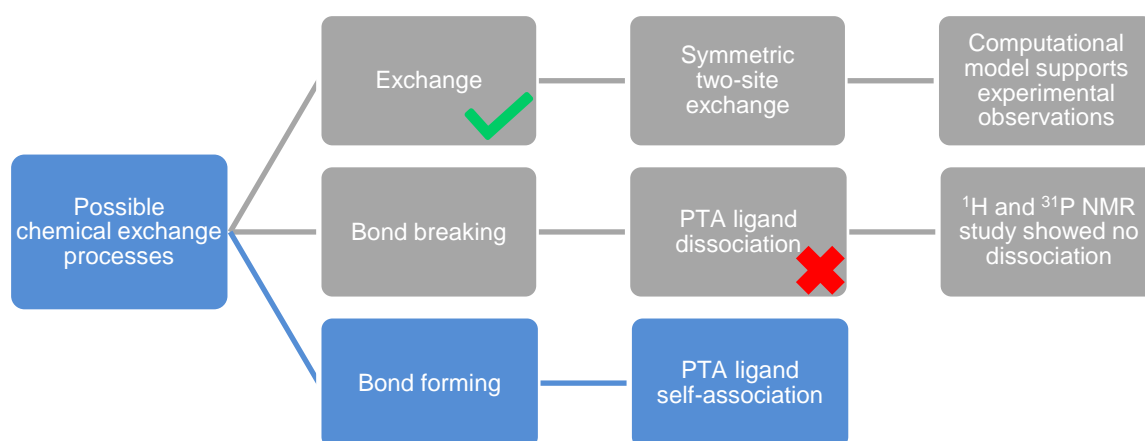 Exchange
Symmetric
two-site
exchange
Computational
model supports
experimental
observations
Possible
chemical exchange
processes
Bond breaking
PTA ligand
dissociation
¹H and ³¹P NMR
study showed no
dissociation
Bond forming
PTA ligand
self-association